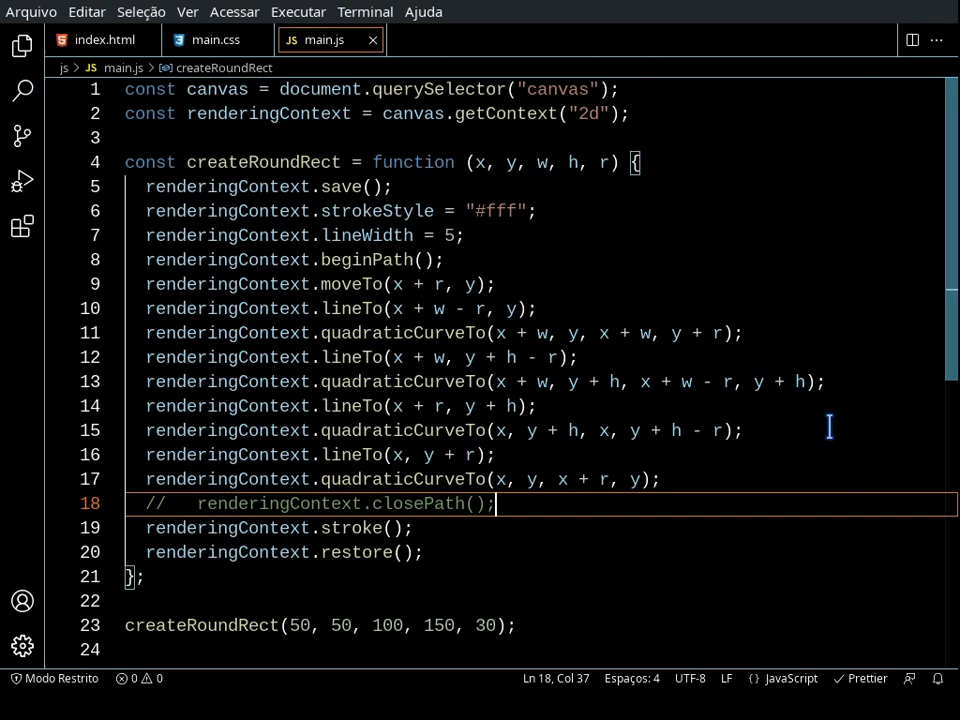 Arquivo Editar Seleção Ver Acessar Executar Terminal Ajuda
index.html main.css JS main.js
js > JS main.js > createRoundRect
1 const canvas = document.querySelector("canvas");
2 const renderingContext = canvas.getContext("2d");
3
4 const createRoundRect = function (x, y, w, h, r) {
5 renderingContext.save();
6 renderingContext.strokeStyle = "#fff";
7 renderingContext.lineWidth = 5;
8 renderingContext.beginPath();
9 renderingContext.moveTo(x + r, y);
10 renderingContext.lineTo(x + w - r, y);
11 renderingContext.quadraticCurveTo(x + w, y, x + w, y + r);
12 renderingContext.lineTo(x + w, y + h - r);
13 renderingContext.quadraticCurveTo(x + w, y + h, x + w - r, y + h);
14 renderingContext.lineTo(x + r, y + h);
15 renderingContext.quadraticCurveTo(x, y + h, x, y + h - r);
16 renderingContext.lineTo(x, y + r);
17 renderingContext.quadraticCurveTo(x, y, x + r, y);
18 //   renderingContext.closePath();
19 renderingContext.stroke();
20 renderingContext.restore();
21 };
22
23 createRoundRect(50, 50, 100, 150, 30);
24
Modo Restrito 0 0 Ln 18, Col 37 Espaços: 4 UTF-8 LF { } JavaScript Prettier